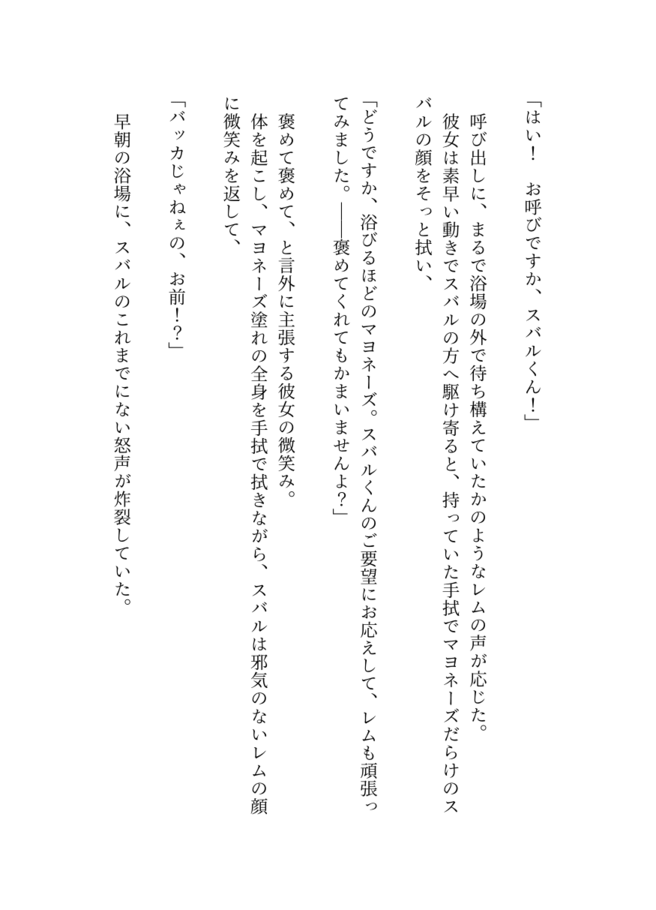 「はい！　お呼びですか、スバルくん！」
呼び出しに、まるで浴場の外で待ち構えていたかのようなレムの声が応じた。
彼女は素早い動きでスバルの方へ駆け寄ると、持っていた手拭でマヨネーズだらけのス
バルの顔をそっと拭い、
「どうですか、浴びるほどのマヨネーズ。スバルくんのご要望にお応えして、レムも頑張っ
てみました。――褒めてくれてもかまいませんよ？」
褒めて褒めて、と言外に主張する彼女の微笑み。
体を起こし、マヨネーズ塗れの全身を手拭で拭きながら、スバルは邪気のないレムの顔
に微笑みを返して、
「バッカじゃねぇの、お前！？」
早朝の浴場に、スバルのこれまでにない怒声が炸裂していた。